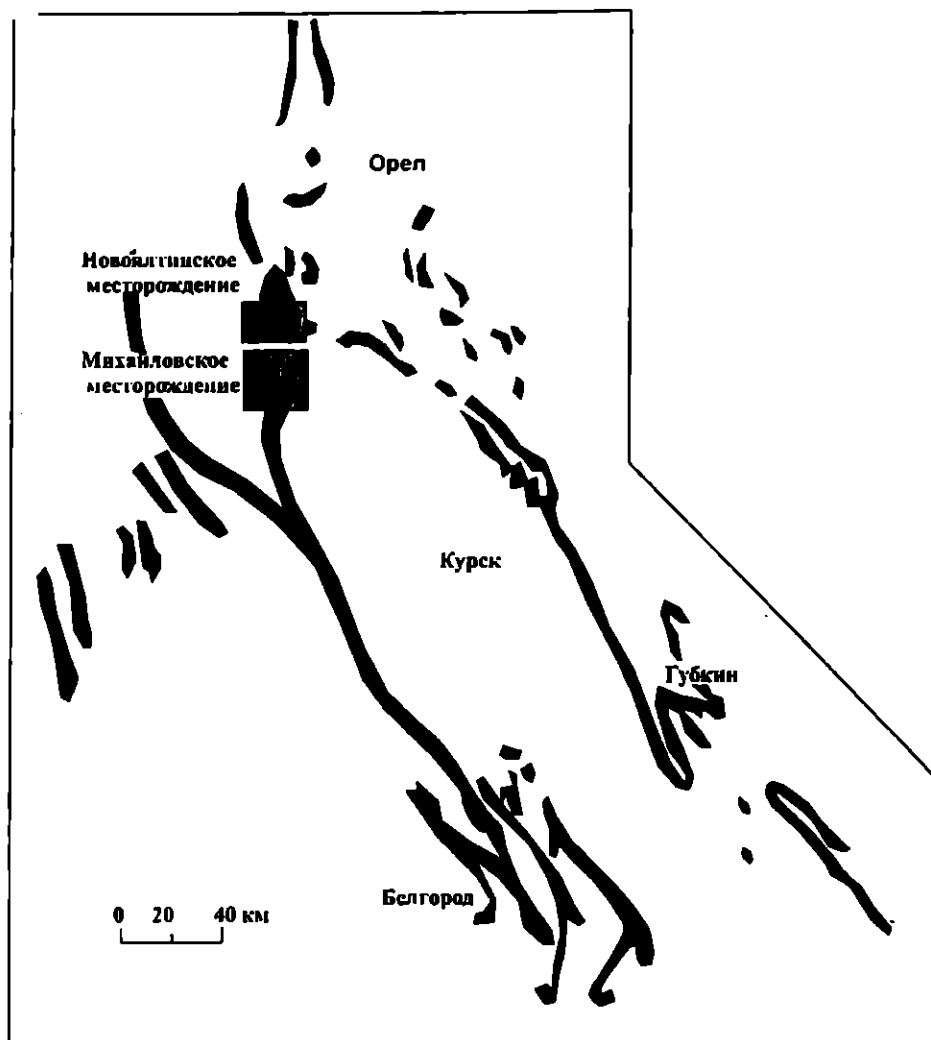 Орел
Новоялтинское
месторождение
Михайловское
месторождение
Курск
Губкин
Белгород
0 20 40 км